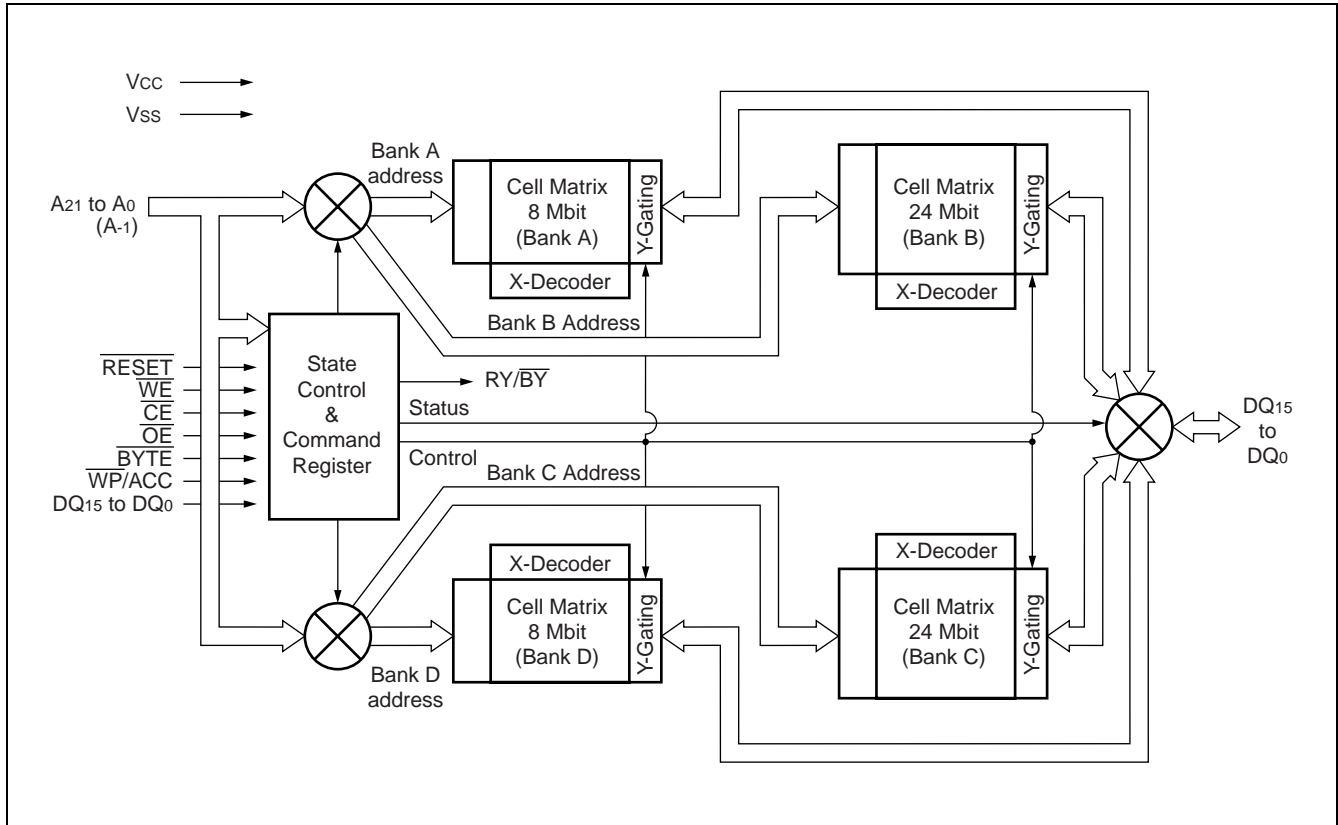 VCC
VSS
A21 to A0
(A-1)
Bank A
address
Cell Matrix
8 Mbit
(Bank A)
Y-Gating
X-Decoder
Cell Matrix
24 Mbit
(Bank B)
Y-Gating
X-Decoder
Bank B Address
RESET
WE
CE
OE
BYTE
WP/ACC
DQ15 to DQ0
State
Control
&
Command
Register
RY/BY
Status
Control
DQ15
to
DQ0
Bank C Address
X-Decoder
Cell Matrix
8 Mbit
(Bank D)
Y-Gating
X-Decoder
Cell Matrix
24 Mbit
(Bank C)
Y-Gating
Bank D
address